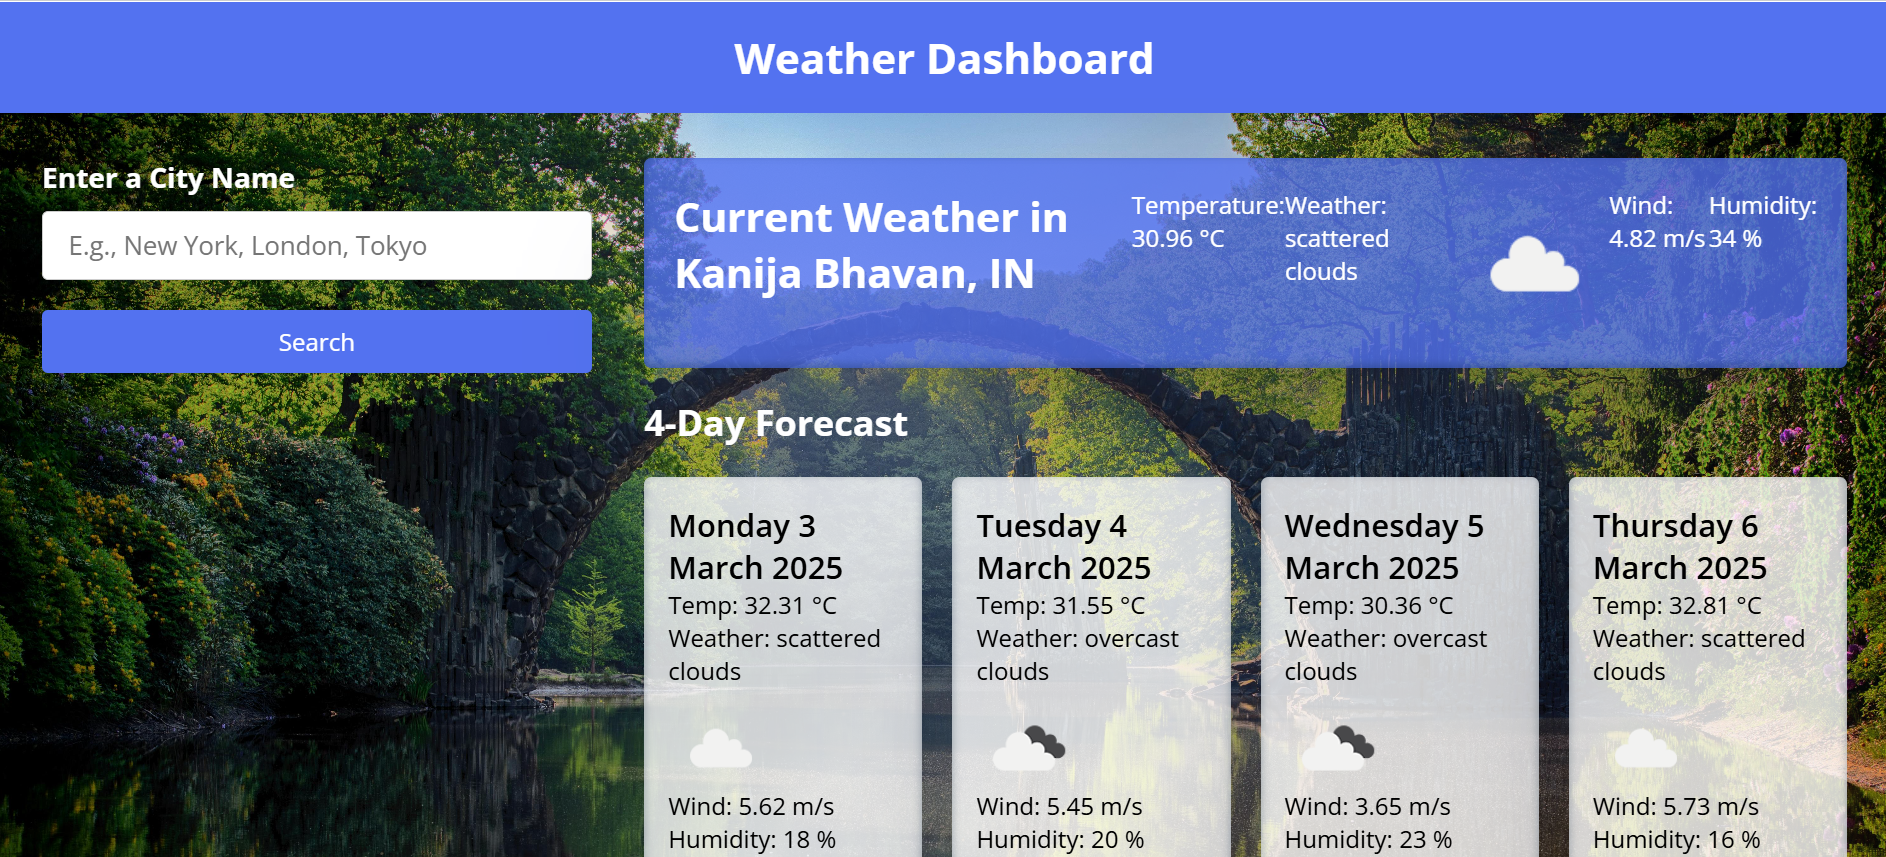 Weather Dashboard
Enter a City Name
E.g., New York, London, Tokyo
Search
Current Weather in
Kanija Bhavan, IN
Temperature:
30.96 °C
Weather:
scattered
clouds
Wind:
4.82 m/s
Humidity:
34 %
4-Day Forecast
Monday 3
March 2025
Temp: 32.31 °C
Weather: scattered
clouds
Wind: 5.62 m/s
Humidity: 18 %
Tuesday 4
March 2025
Temp: 31.55 °C
Weather: overcast
clouds
Wind: 5.45 m/s
Humidity: 20 %
Wednesday 5
March 2025
Temp: 30.36 °C
Weather: overcast
clouds
Wind: 3.65 m/s
Humidity: 23 %
Thursday 6
March 2025
Temp: 32.81 °C
Weather: scattered
clouds
Wind: 5.73 m/s
Humidity: 16 %